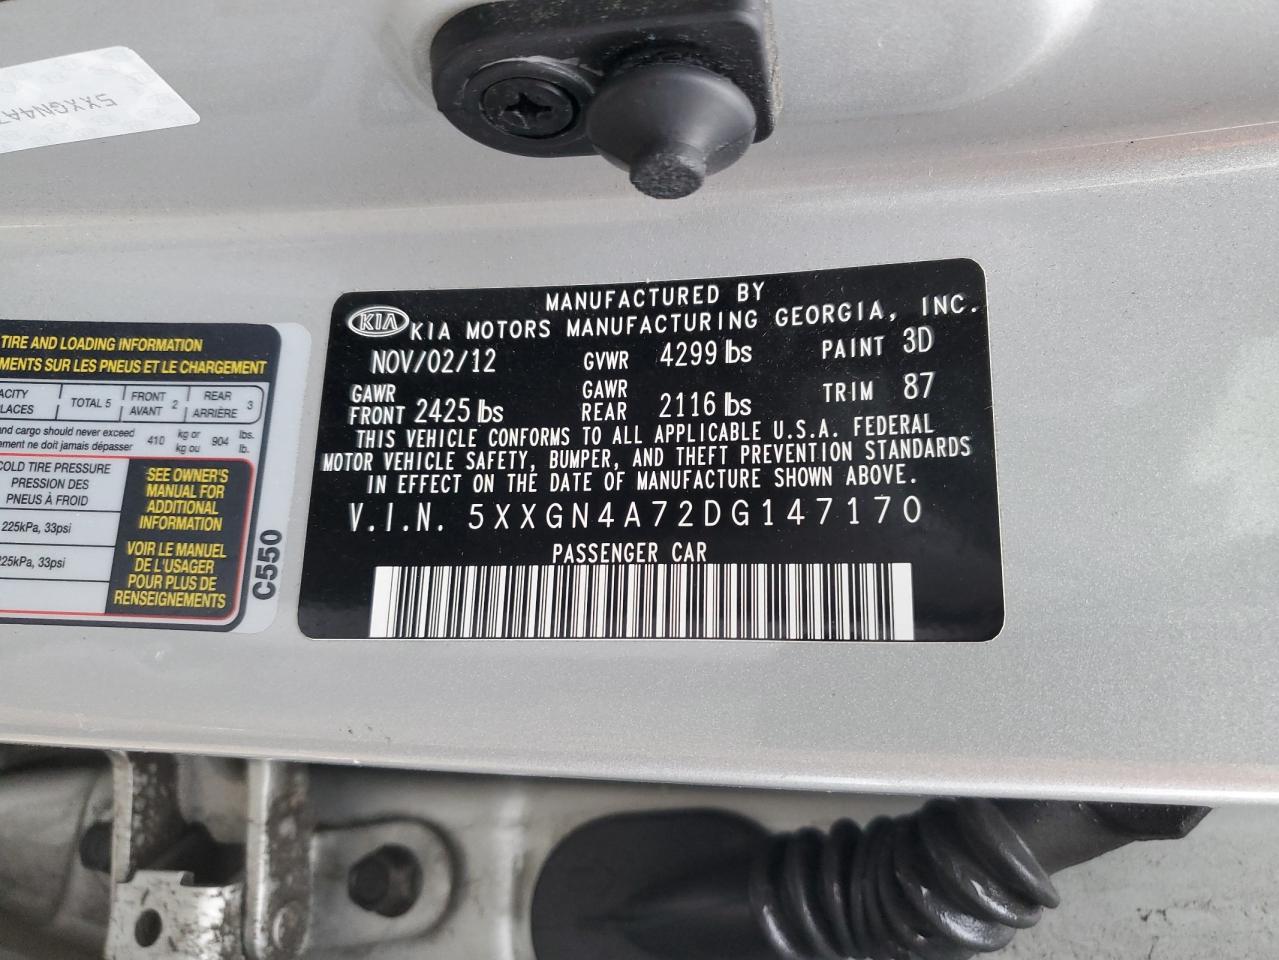 5XXGN4A7
MANUFACTURED BY
KIA KIA MOTORS MANUFACTURING GEORGIA, INC.
NOV/02/12 GVWR 4299 lbs PAINT 3D
GAWR FRONT 2425 lbs GAWR REAR 2116 lbs TRIM 87
THIS VEHICLE CONFORMS TO ALL APPLICABLE U.S.A. FEDERAL
MOTOR VEHICLE SAFETY, BUMPER, AND THEFT PREVENTION STANDARDS
IN EFFECT ON THE DATE OF MANUFACTURE SHOWN ABOVE.
V.I.N. 5XXGN4A72DG147170
PASSENGER CAR
TIRE AND LOADING INFORMATION
MENTS SUR LES PNEUS ET LE CHARGEMENT
ACITY TOTAL 5 FRONT 2 REAR 3
LACES AVANT ARRIÈRE
and cargo should never exceed 410 kg or 904 lbs.
ement ne doit jamais dépasser kg ou lb.
COLD TIRE PRESSURE
PRESSION DES
PNEUS À FROID
225kPa, 33psi
225kPa, 33psi
SEE OWNER'S
MANUAL FOR
ADDITIONAL
INFORMATION
VOIR LE MANUEL
DE L'USAGER
POUR PLUS DE
RENSEIGNEMENTS
C550